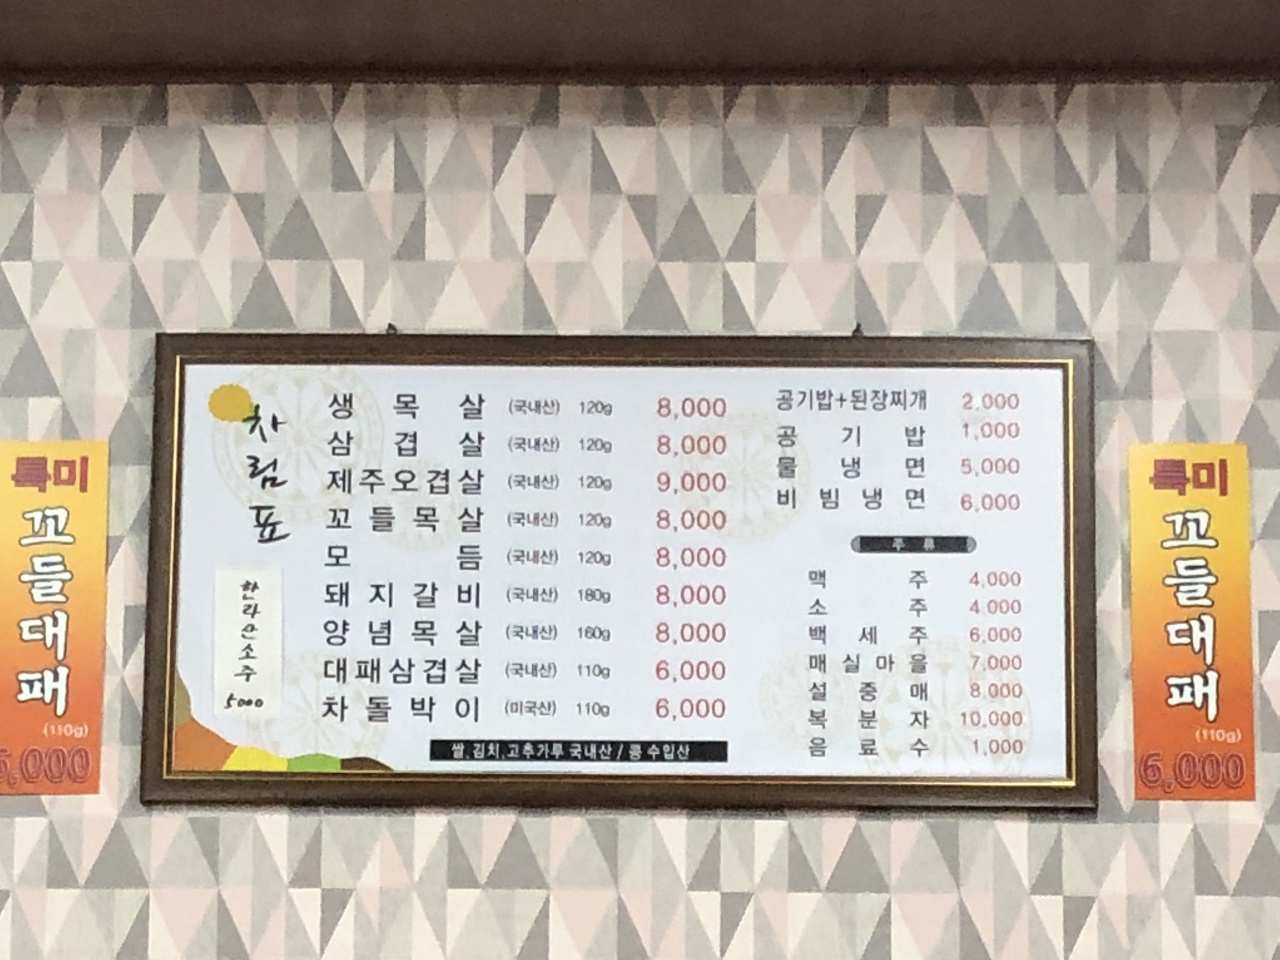 차림표
한라산소주
5000
생목살 (국내산) 120g 8,000
삼겹살 (국내산) 120g 8,000
제주오겹살 (국내산) 120g 9,000
꼬들목살 (국내산) 120g 8,000
모듬 (국내산) 120g 8,000
돼지갈비 (국내산) 180g 8,000
양념목살 (국내산) 160g 8,000
대패삼겹살 (국내산) 110g 6,000
차돌박이 (미국산) 110g 6,000
쌀,김치,고추가루 국내산 / 콩 수입산
공기밥+된장찌개 2,000
공기밥 1,000
물냉면 5,000
비빔냉면 6,000
주류
맥주 4,000
소주 4,000
백세주 6,000
매실마을 7,000
설중매 8,000
복분자 10,000
음료수 1,000
특미
꼬들대패
(110g)
6,000
특미
꼬들대패
(110g)
6,000